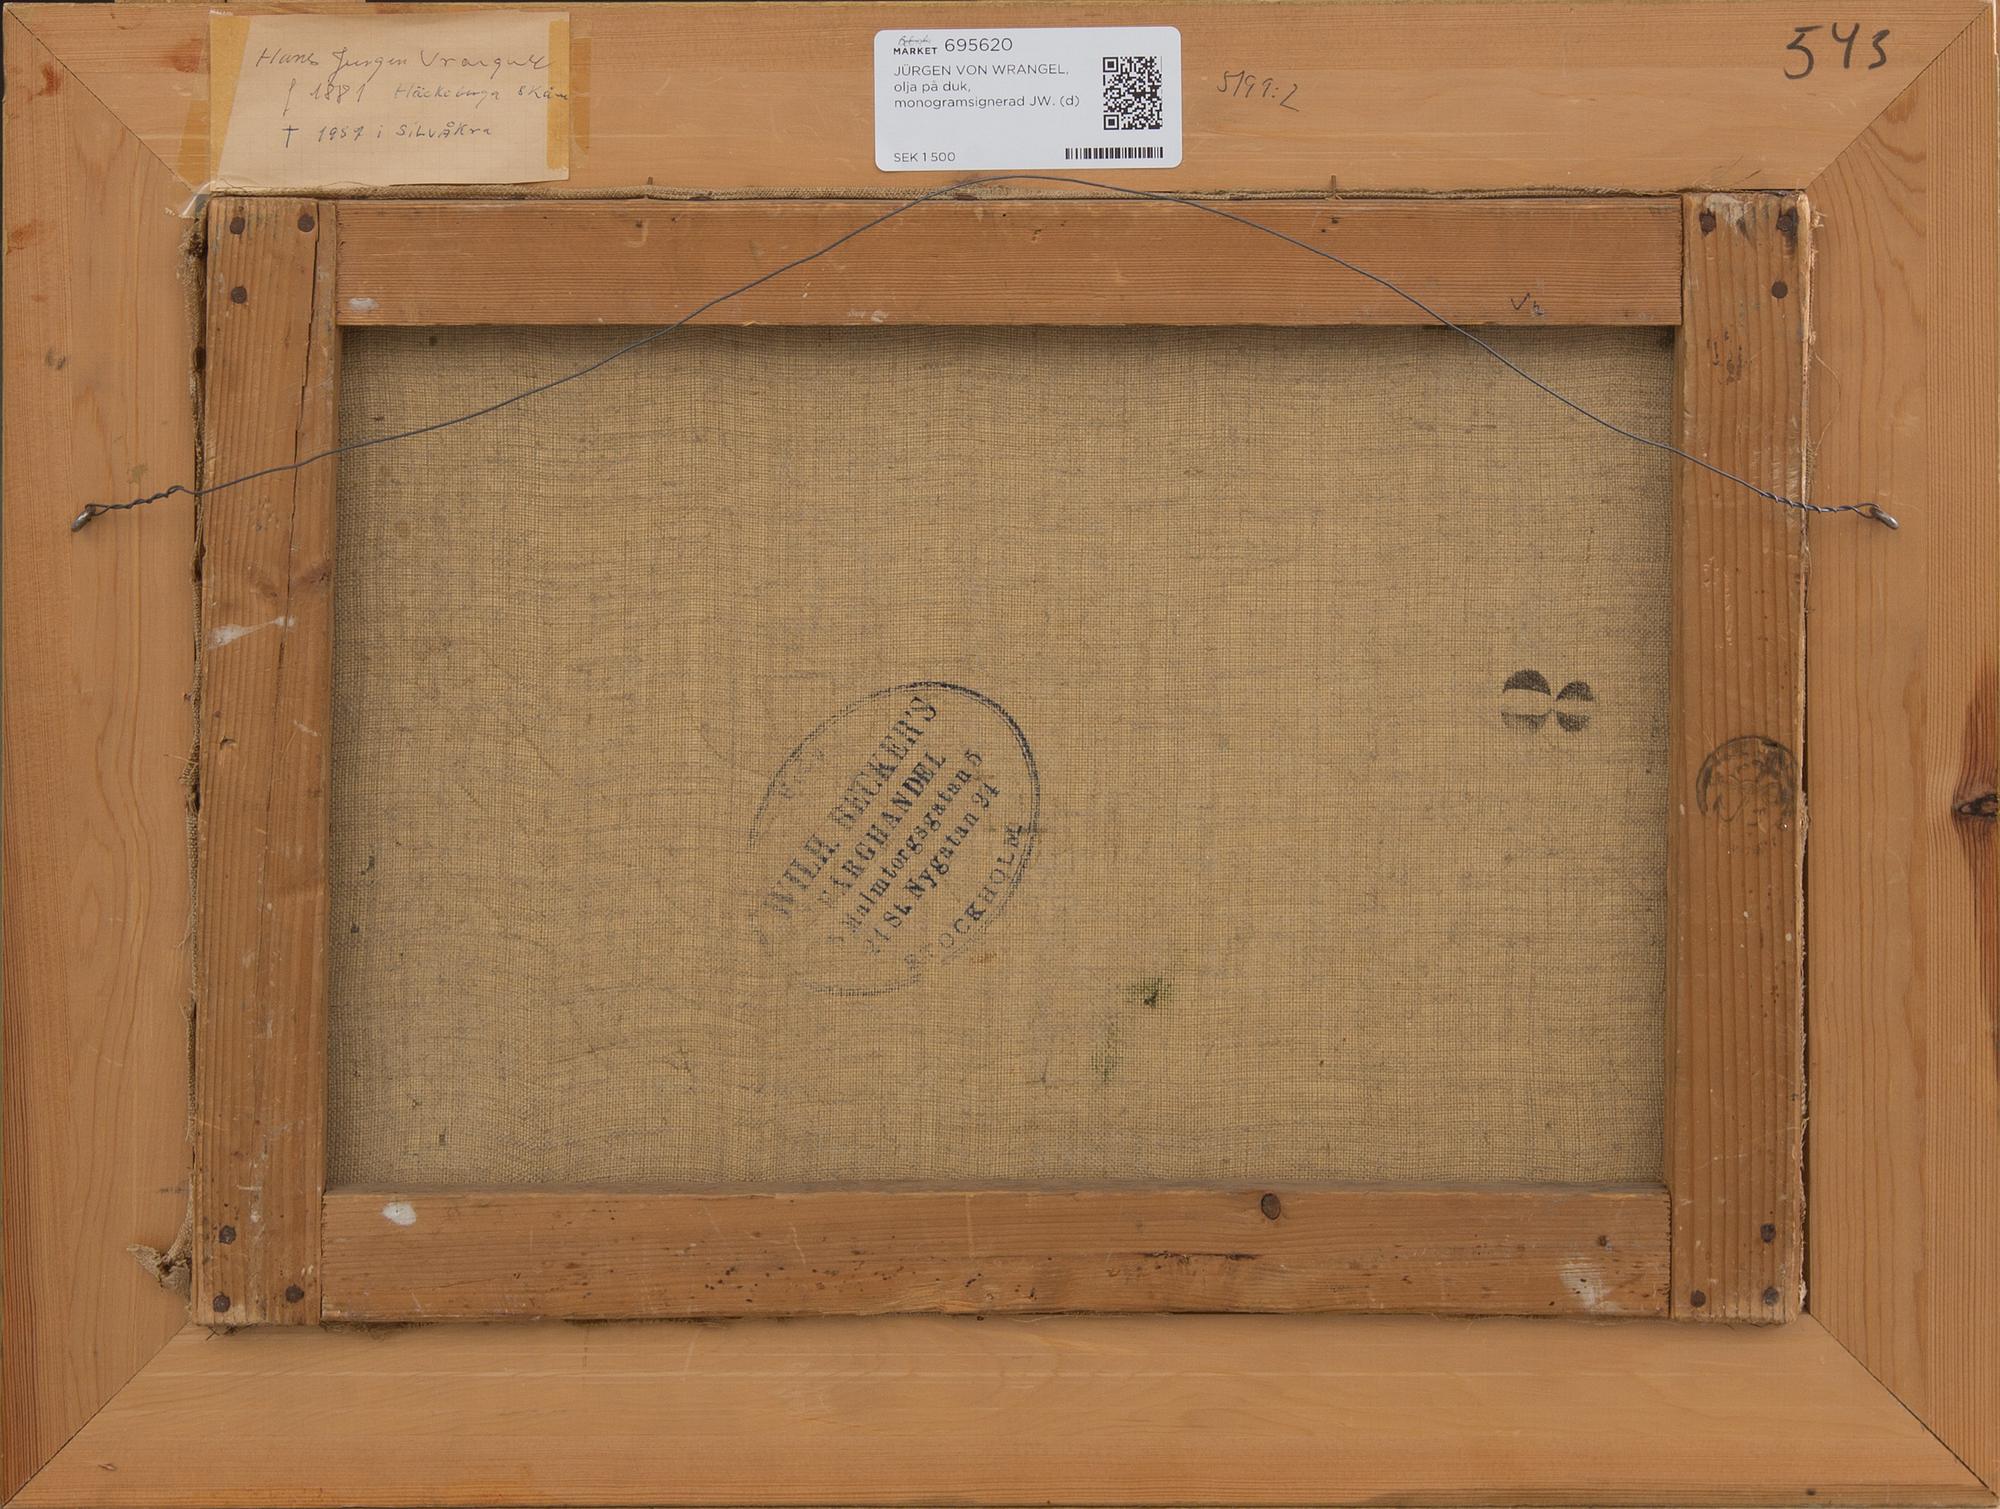 Hans Jurgen Vrangel
f 1881 Häckeberga Skåne
† 1957 i SILVÅKra
MARKET 695620
JÜRGEN VON WRANGEL,
olja på duk,
monogramsignerad JW. (d)
SEK 1 500
5199:2
543
WILH. BECKER'S
FÄRGHANDEL
Malmtorgsgatan 5
21 St. Nygatan 21
STOCKHOLM